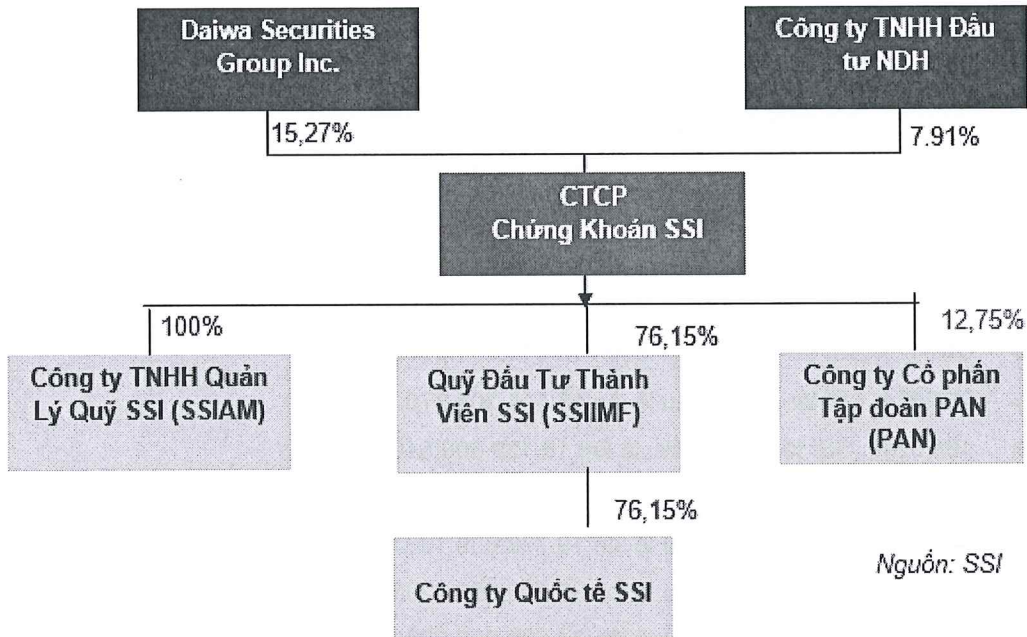 Daiwa Securities
Group Inc.
Công ty TNHH Đầu
tư NDH
15,27%
7.91%
CTCP
Chứng Khoán SSI
100%
76,15%
12,75%
Công ty TNHH Quản
Lý Quỹ SSI (SSIAM)
Quỹ Đầu Tư Thành
Viên SSI (SSIIMF)
Công ty Cổ phần
Tập đoàn PAN
(PAN)
76,15%
Công ty Quốc tế SSI
Nguồn: SSI